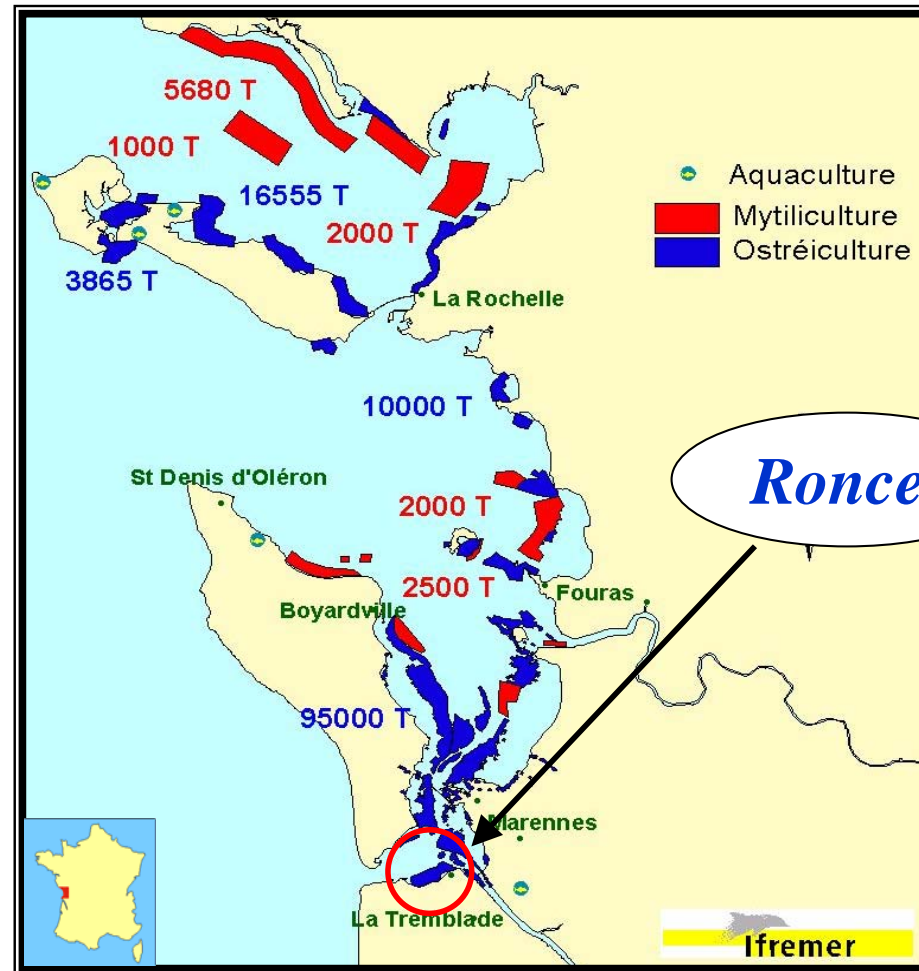 5680 T
1000 T
16555 T
2000 T
3865 T
Aquaculture
Mytiliculture
Ostréiculture
La Rochelle
10000 T
St Denis d'Oléron
Ronce
2000 T
2500 T
Fouras
Boyardville
95000 T
Marennes
La Tremblade
Ifremer